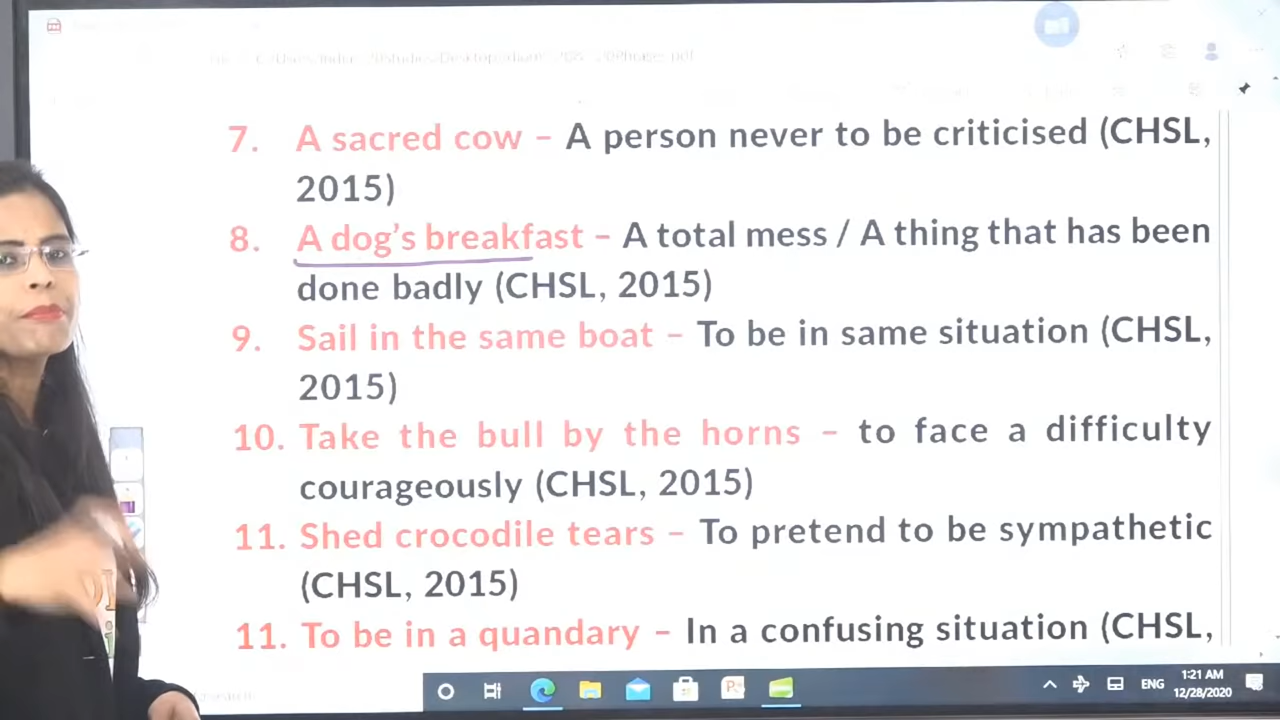 7. A sacred cow – A person never to be criticised (CHSL,
2015)
8. A dog's breakfast – A total mess / A thing that has been
done badly (CHSL, 2015)
9. Sail in the same boat – To be in same situation (CHSL,
2015)
10. Take the bull by the horns – to face a difficulty
courageously (CHSL, 2015)
11. Shed crocodile tears – To pretend to be sympathetic
(CHSL, 2015)
11. To be in a quandary – In a confusing situation (CHSL,
ENG
1:21 AM
12/28/2020